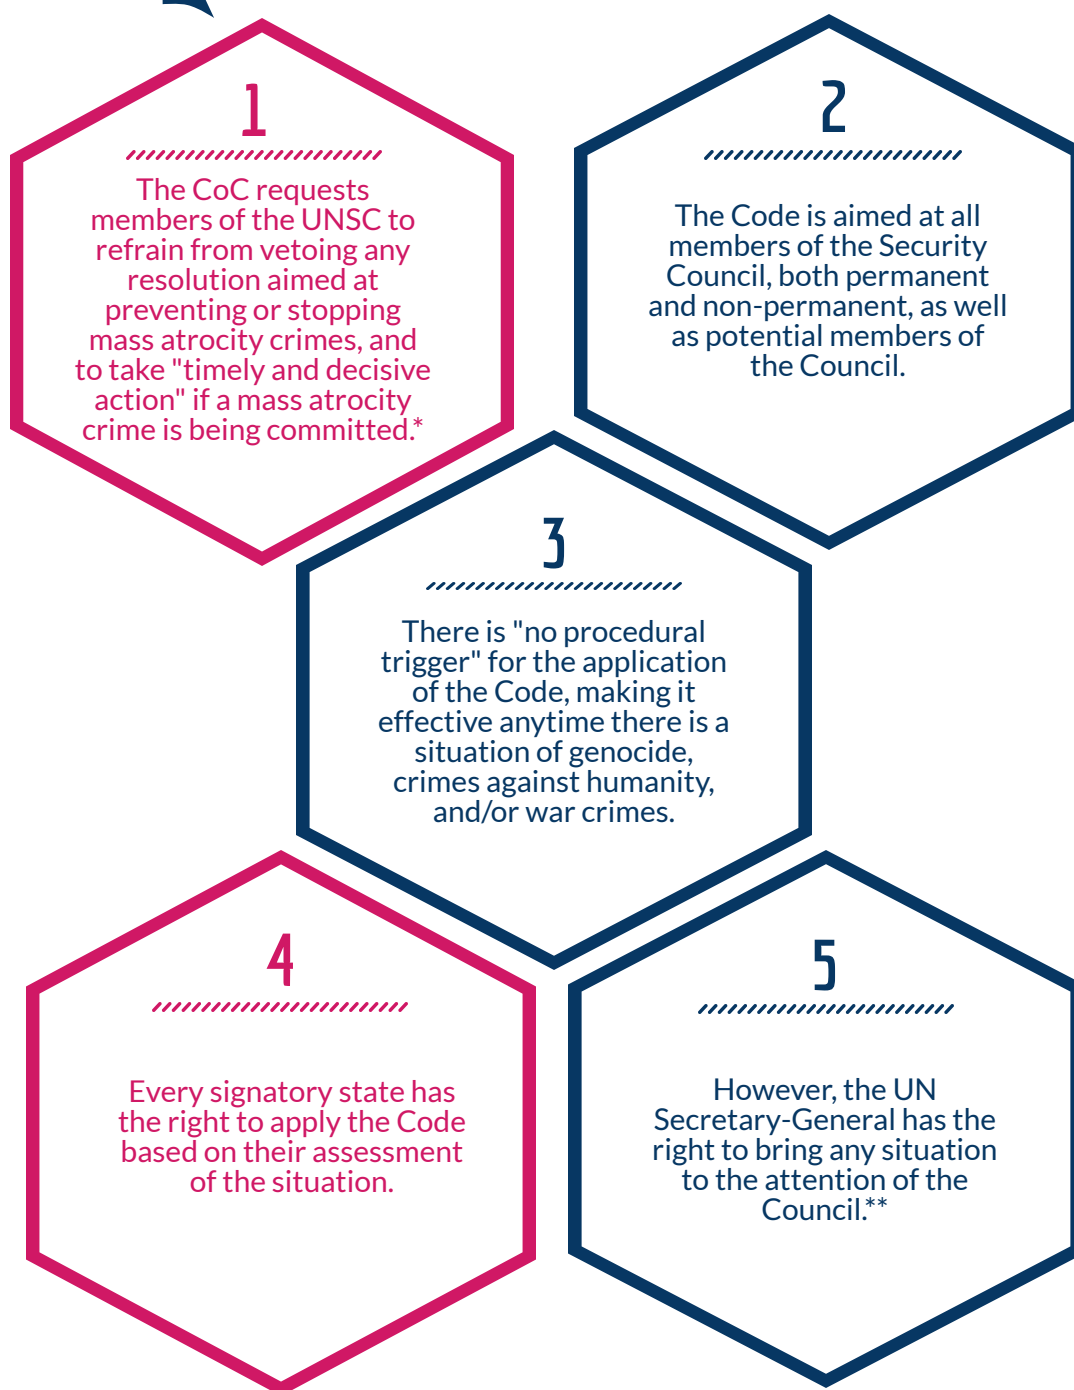 1
The CoC requests
members of the UNSC to
refrain from vetoing any
resolution aimed at
preventing or stopping
mass atrocity crimes, and
to take "timely and decisive
action" if a mass atrocity
crime is being committed.*
2
The Code is aimed at all
members of the Security
Council, both permanent
and non-permanent, as well
as potential members of
the Council.
3
There is "no procedural
trigger" for the application
of the Code, making it
effective anytime there is a
situation of genocide,
crimes against humanity,
and/or war crimes.
4
Every signatory state has
the right to apply the Code
based on their assessment
of the situation.
5
However, the UN
Secretary-General has the
right to bring any situation
to the attention of the
Council.**